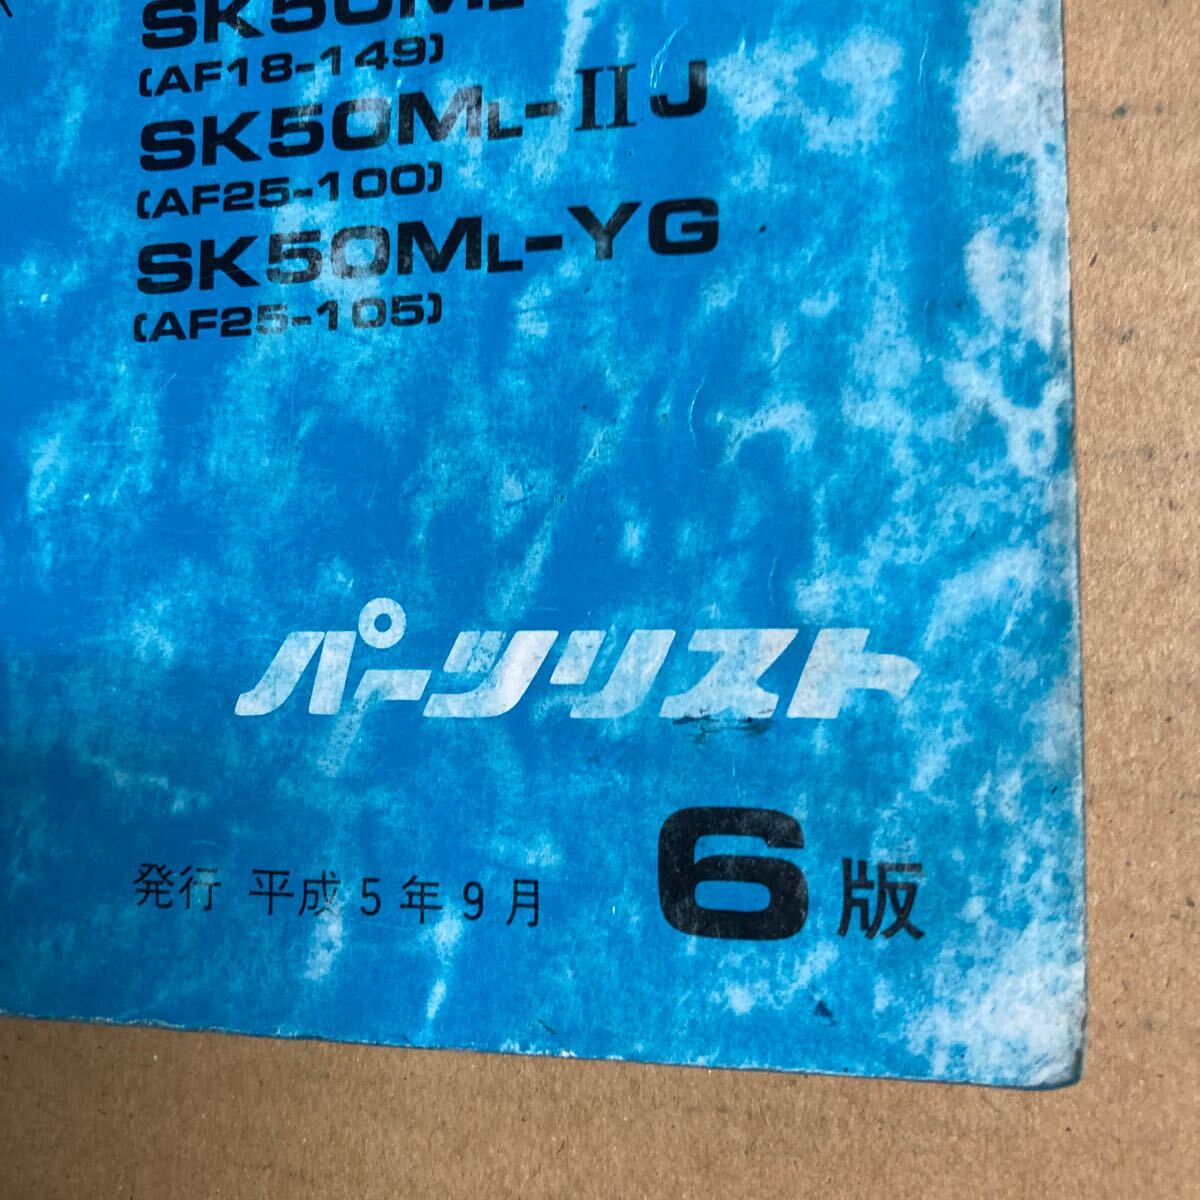 SK50ML-
(AF18-149)
SK50ML-IIJ
(AF25-100)
SK50ML-YG
(AF25-105)
パーツリスト
発行 平成5年9月 6版